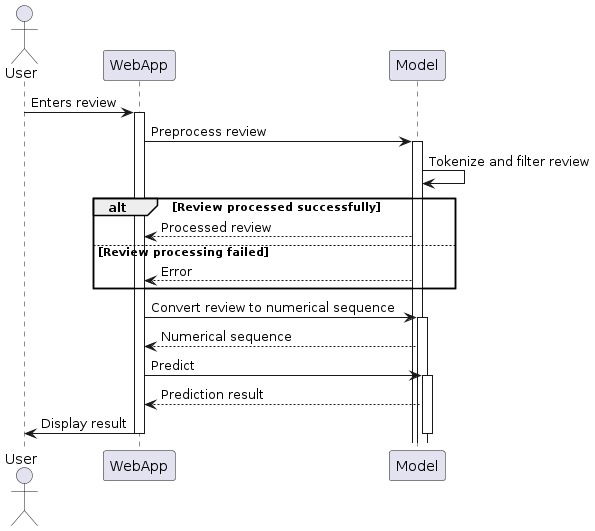 User
WebApp
Model
Enters review
Preprocess review
Tokenize and filter review
alt
[Review processed successfully]
Processed review
[Review processing failed]
Error
Convert review to numerical sequence
Numerical sequence
Predict
Prediction result
Display result
User
WebApp
Model